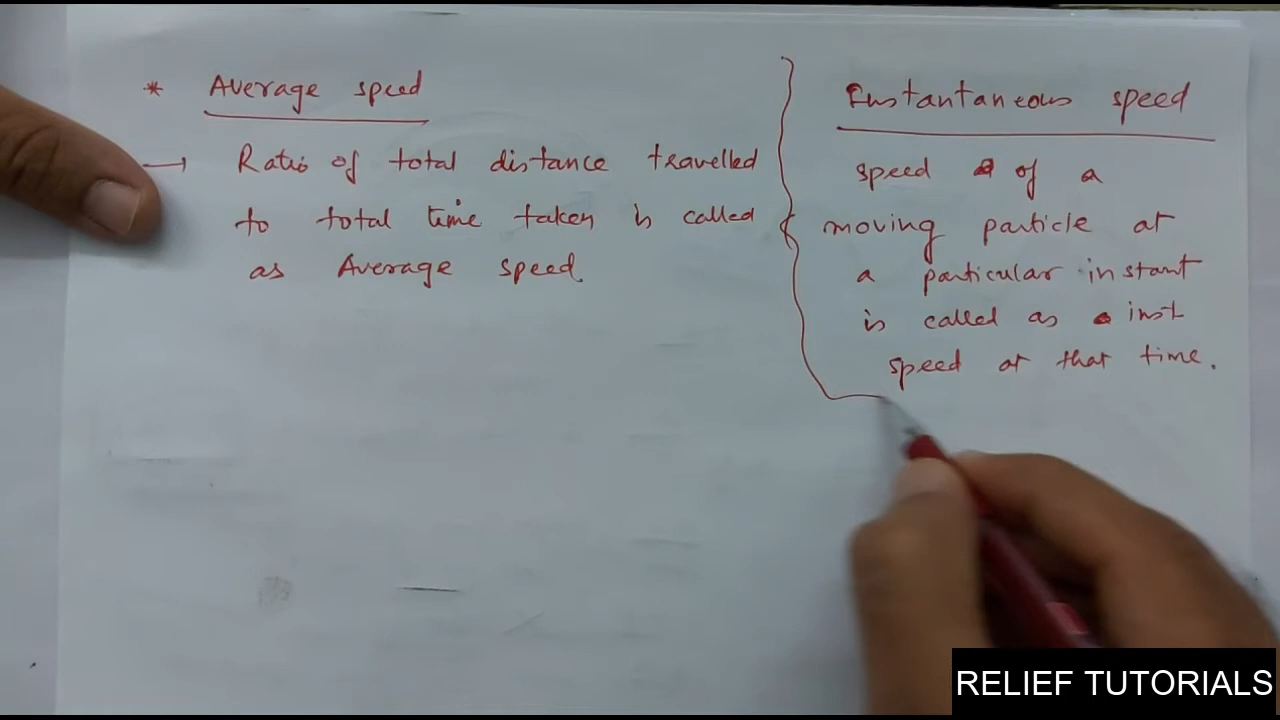 * Average speed
→ Ratio of total distance travelled
to total time taken is called
as Average speed
Instantaneous speed
speed of a
moving particle at
a particular instant
is called as inst
speed at that time.
RELIEF TUTORIALS